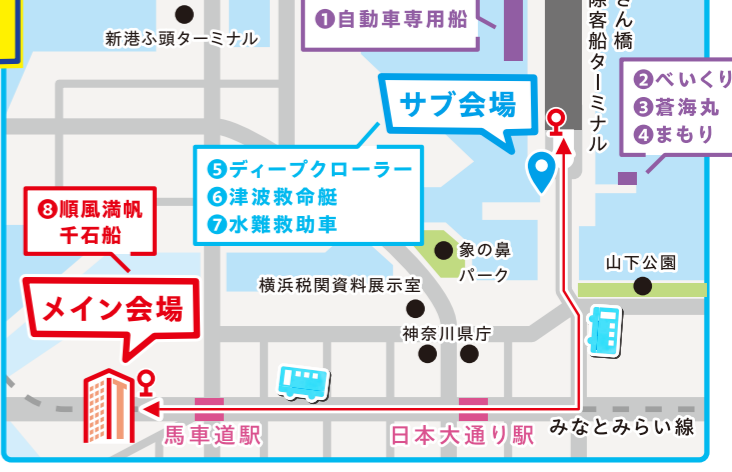 ❶自動車専用船
新港ふ頭ターミナル
さん橋
際客船ターミナル
❷べいくり
❸蒼海丸
❹まもり
サブ会場
❺ディープクローラー
❻津波救命艇
❼水難救助車
❽順風満帆
千石船
メイン会場
象の鼻
パーク
山下公園
横浜税関資料展示室
神奈川県庁
馬車道駅
日本大通り駅
みなとみらい線